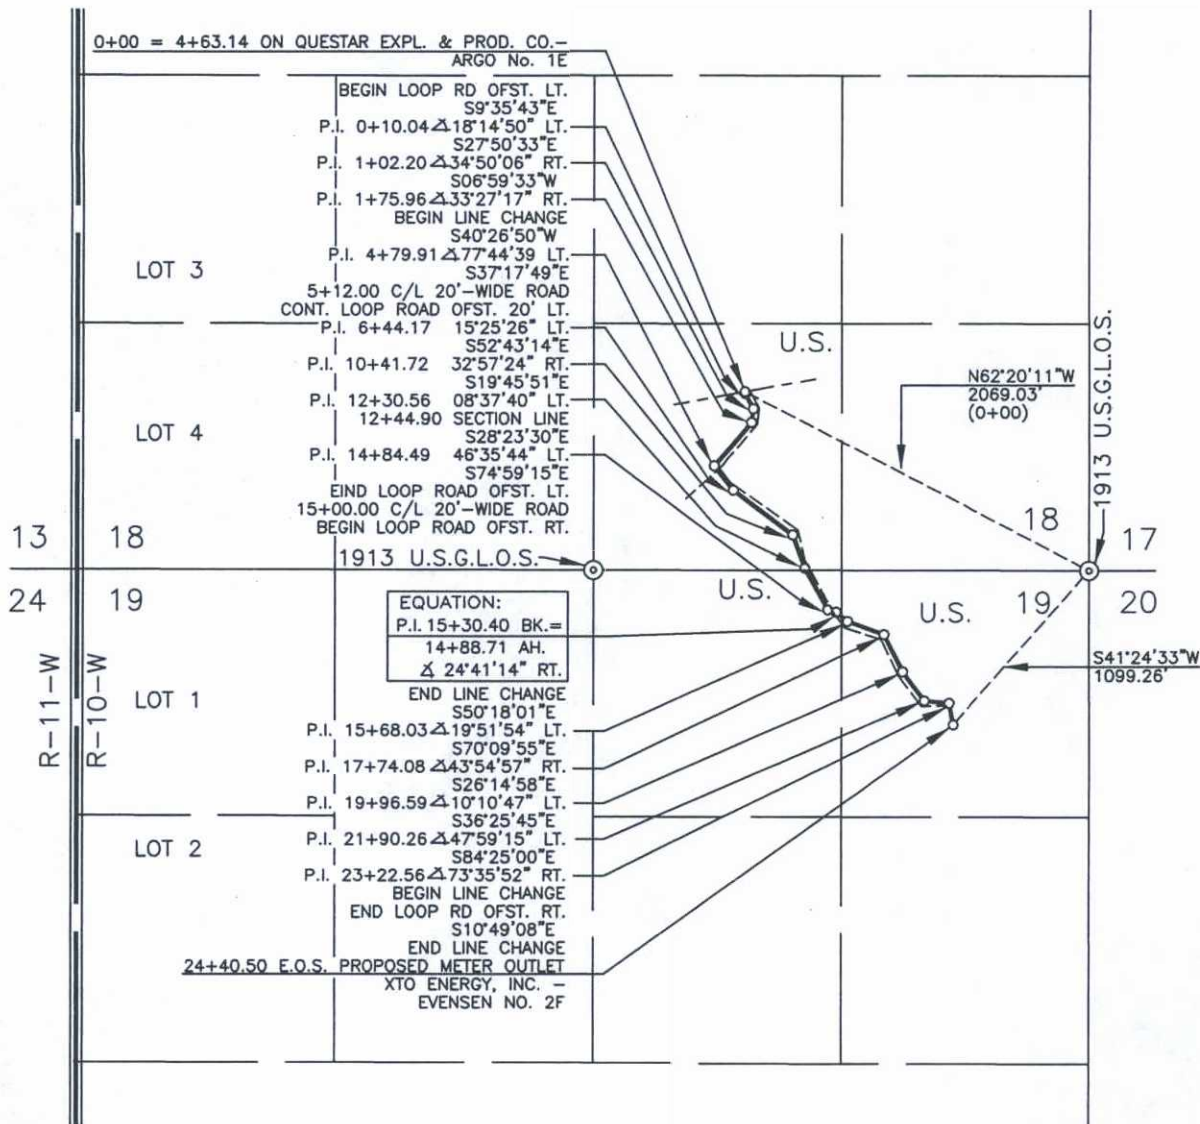 0+00 = 4+63.14 ON QUESTAR EXPL. & PROD. CO.-
ARGO No. 1E
BEGIN LOOP RD OFST. LT.
S9°35'43"E
P.I. 0+10.04∡18°14'50" LT.
S27°50'33"E
P.I. 1+02.20∡34°50'06" RT.
S06°59'33"W
P.I. 1+75.96∡33°27'17" RT.
BEGIN LINE CHANGE
S40°26'50"W
P.I. 4+79.91∡77°44'39 LT.
S37°17'49"E
5+12.00 C/L 20'-WIDE ROAD
CONT. LOOP ROAD OFST. 20' LT.
P.I. 6+44.17 15°25'26" LT.
S52°43'14"E
P.I. 10+41.72 32°57'24" RT.
S19°45'51"E
P.I. 12+30.56 08°37'40" LT.
12+44.90 SECTION LINE
S28°23'30"E
P.I. 14+84.49 46°35'44" LT.
S74°59'15"E
EIND LOOP ROAD OFST. LT.
15+00.00 C/L 20'-WIDE ROAD
BEGIN LOOP ROAD OFST. RT.
LOT 3
LOT 4
U.S.
N62°20'11"W
2069.03'
(0+00)
1913 U.S.G.L.O.S.
13 18
18 17
1913 U.S.G.L.O.S.
24 19
U.S.
U.S.
19 20
EQUATION:
P.I. 15+30.40 BK.=
14+88.71 AH.
∡ 24°41'14" RT.
S41°24'33"W
1099.26'
R-11-W
R-10-W
LOT 1
LOT 2
END LINE CHANGE
S50°18'01"E
P.I. 15+68.03∡19°51'54" LT.
S70°09'55"E
P.I. 17+74.08∡43°54'57" RT.
S26°14'58"E
P.I. 19+96.59∡10°10'47" LT.
S36°25'45"E
P.I. 21+90.26∡47°59'15" LT.
S84°25'00"E
P.I. 23+22.56∡73°35'52" RT.
BEGIN LINE CHANGE
END LOOP RD OFST. RT.
S10°49'08"E
END LINE CHANGE
24+40.50 E.O.S. PROPOSED METER OUTLET
XTO ENERGY, INC. –
EVENSEN NO. 2F